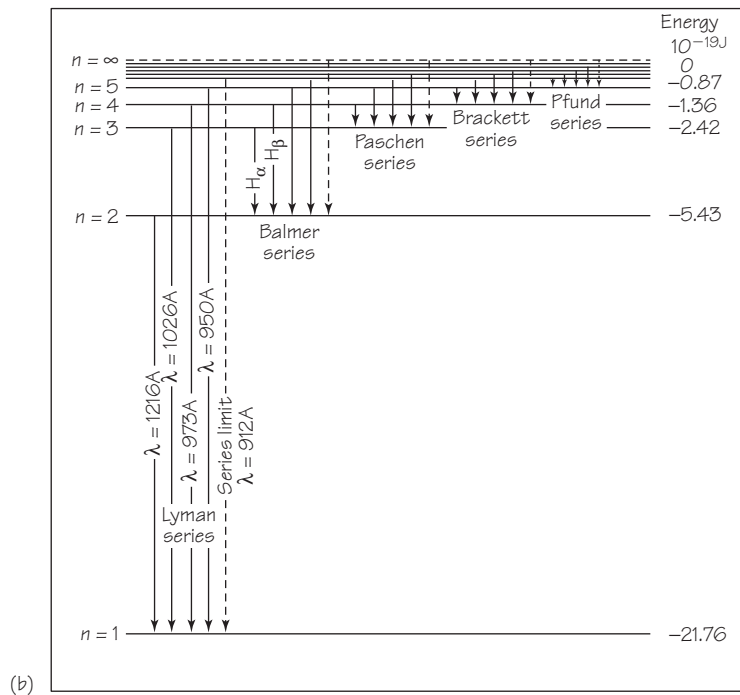 Energy
10⁻¹⁹J
n = ∞
0
n = 5
−0.87
n = 4
−1.36
n = 3
−2.42
Pfund
series
Brackett
series
Paschen
series
Hα
Hβ
n = 2
−5.43
Balmer
series
λ = 1216A
λ = 1026A
λ = 973A
λ = 950A
Series limit
λ = 912A
Lyman
series
n = 1
−21.76
(b)